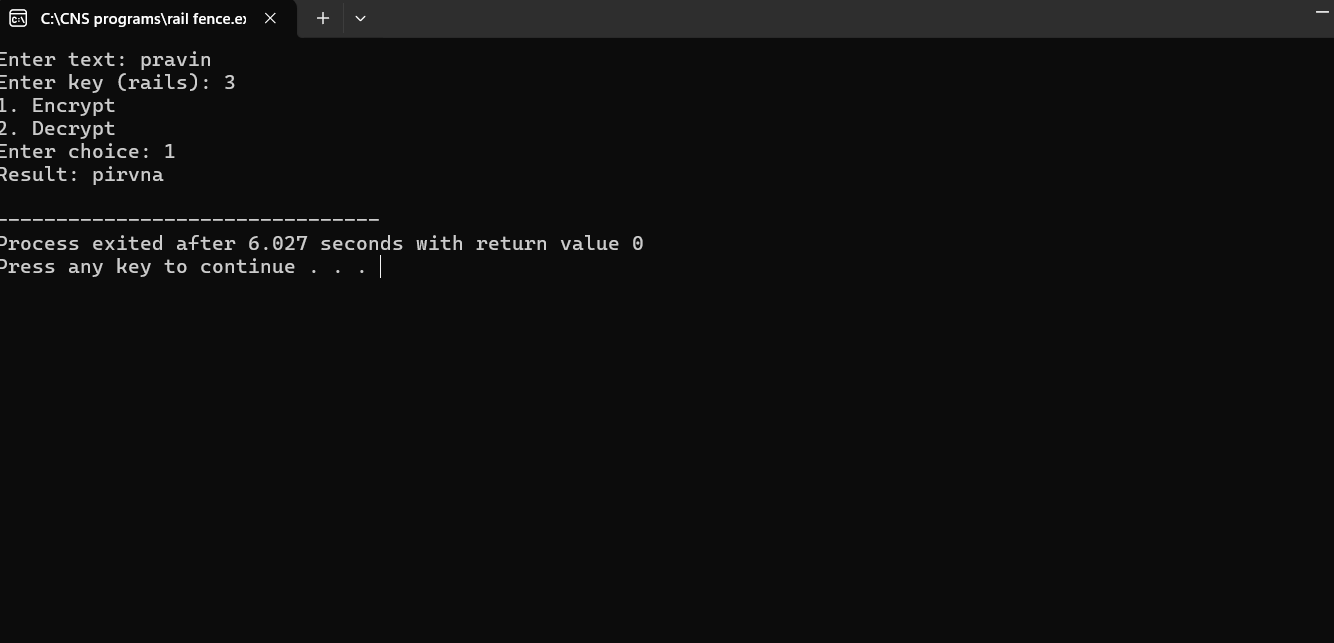 C:\CNS programs\rail fence.ex
Enter text: pravin
Enter key (rails): 3
1. Encrypt
2. Decrypt
Enter choice: 1
Result: pirvna
--------------------------------
Process exited after 6.027 seconds with return value 0
Press any key to continue . . .